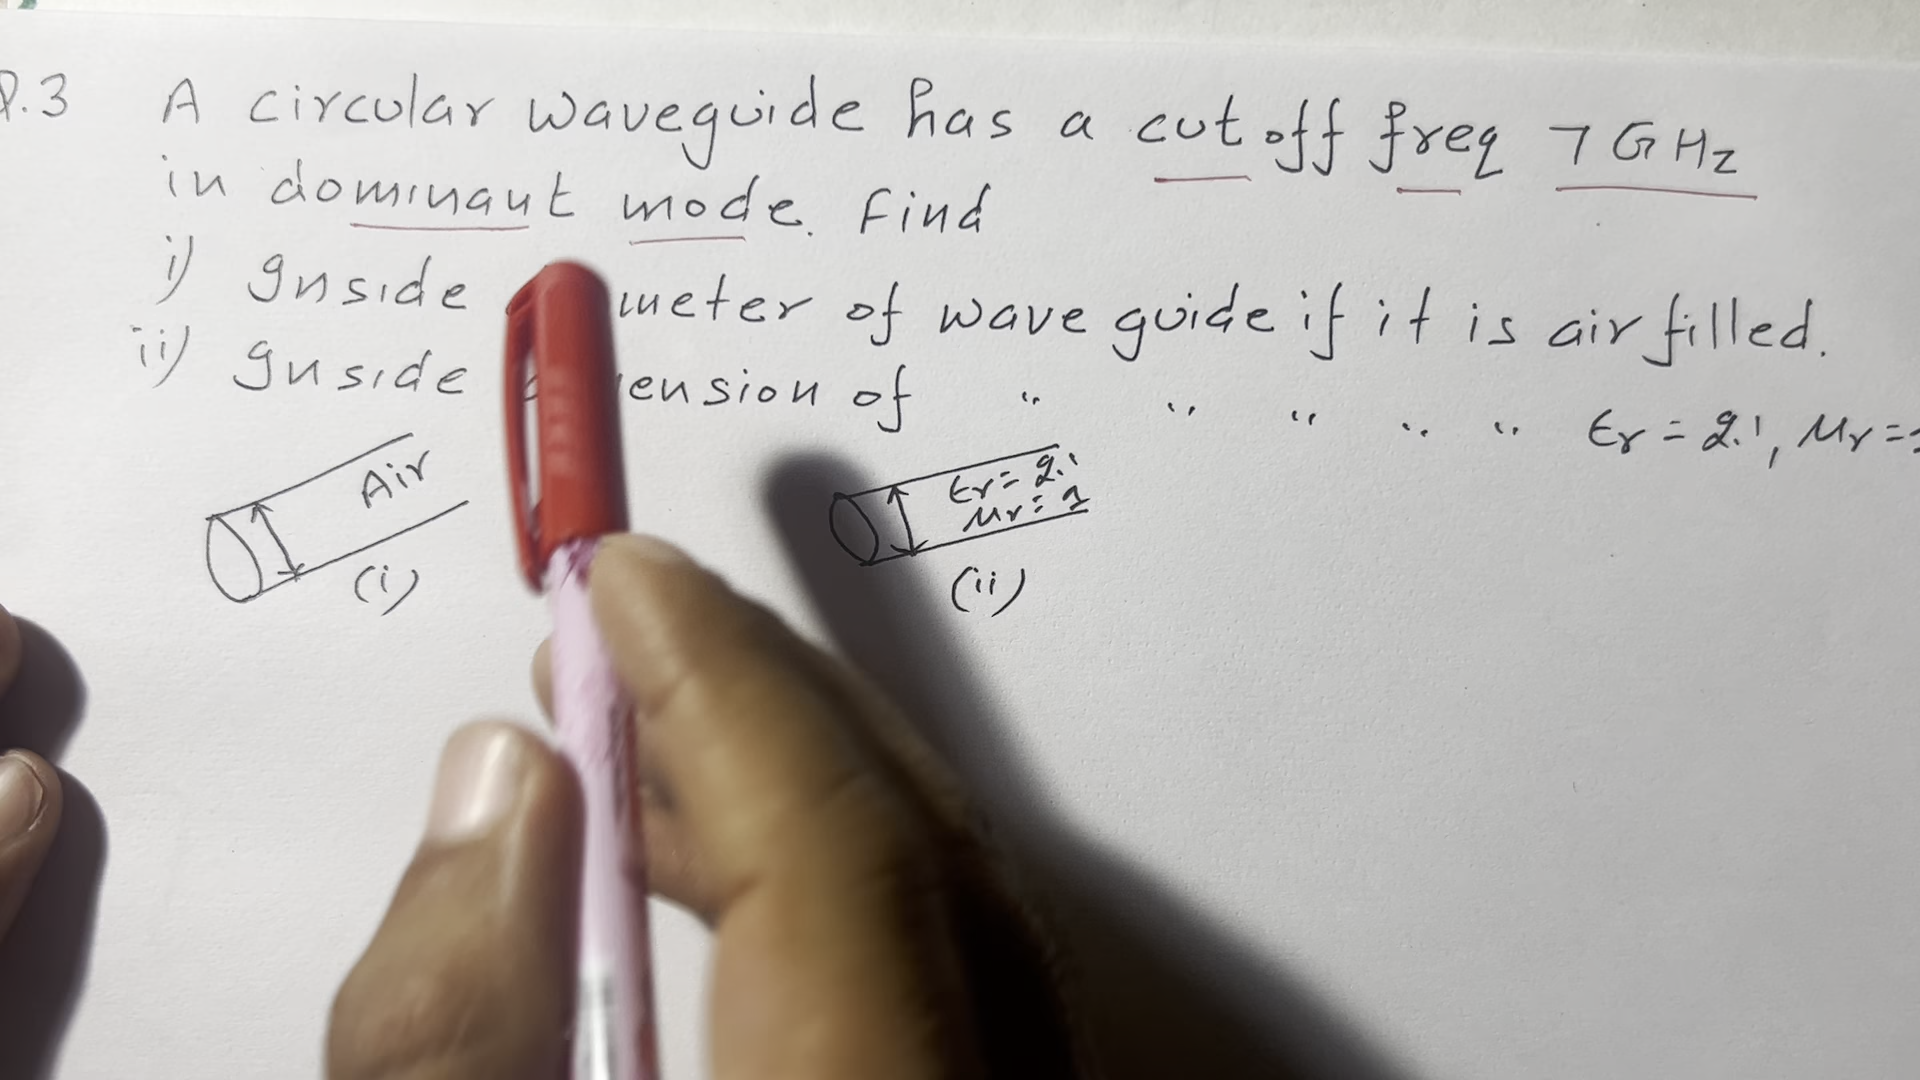 .3 A circular waveguide has a cut off freq 7 GHz
in dominant mode. Find
i) Inside meter of wave guide if it is air filled.
ii) Inside ension of " " " " " εr = 2.1, μr =
Air
(i)
εr = 2.1
μr = 1
(ii)